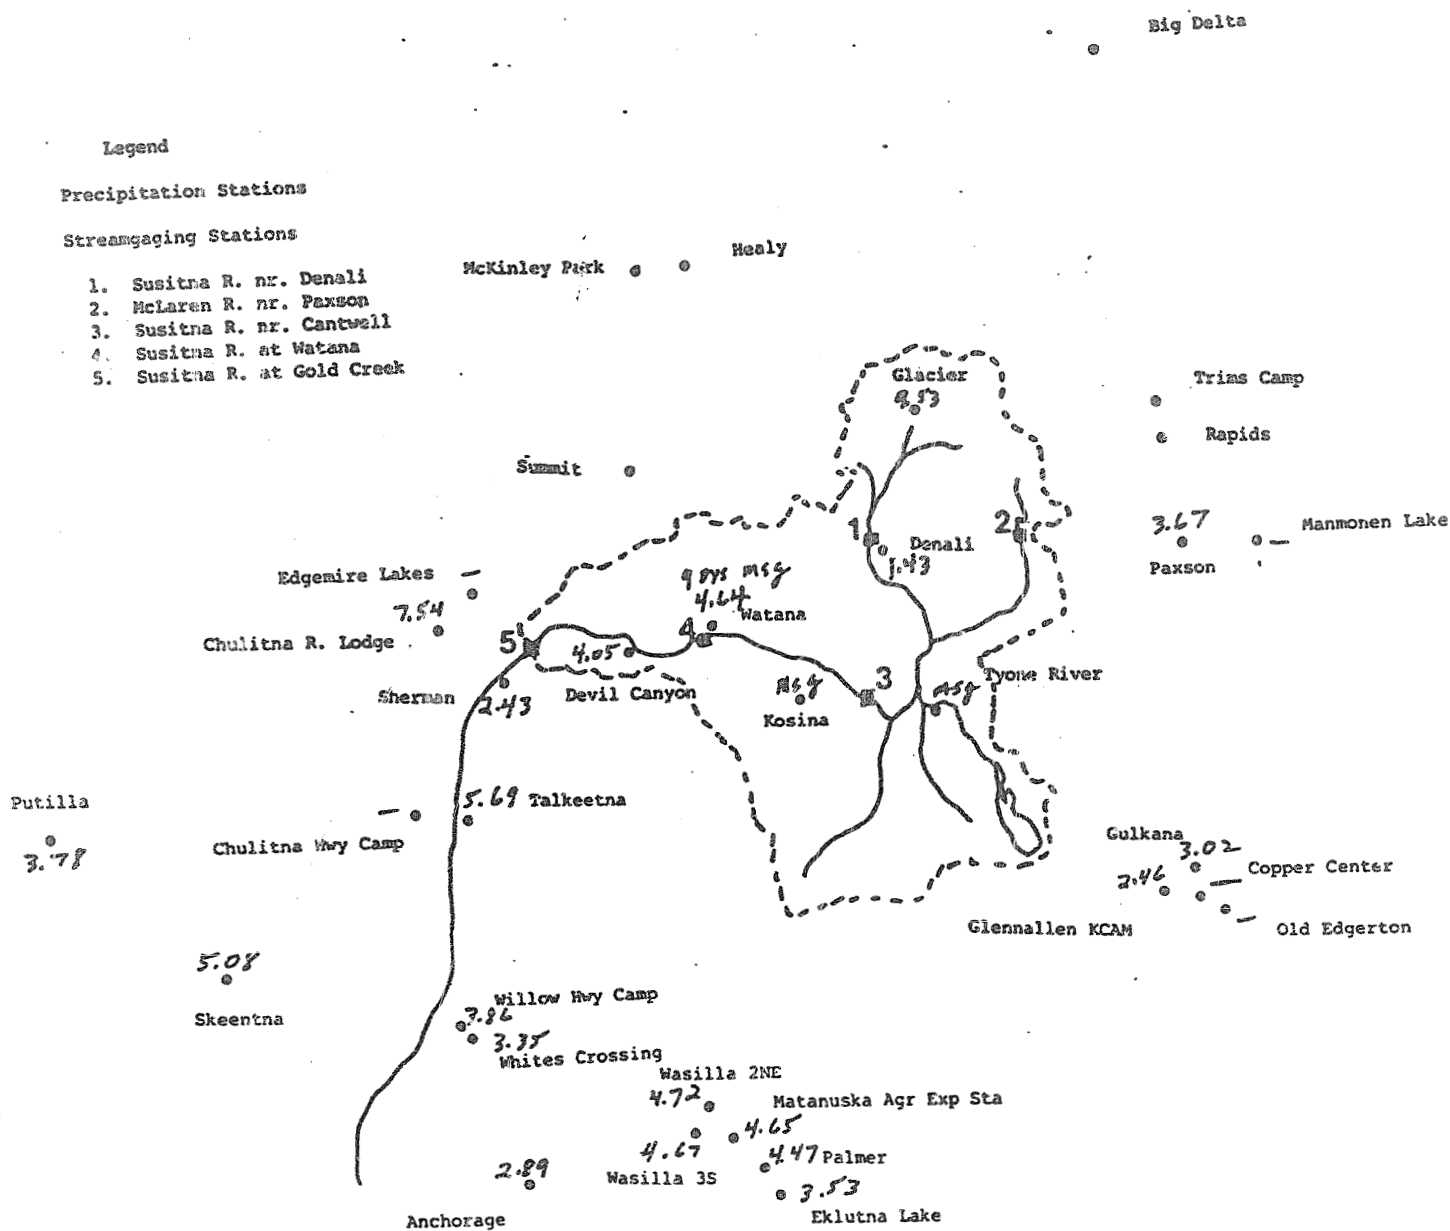 Big Delta
Legend
Precipitation Stations
Streamgaging Stations
1. Susitna R. nr. Denali
2. McLaren R. nr. Paxson
3. Susitna R. nr. Cantwell
4. Susitna R. at Watana
5. Susitna R. at Gold Creek
McKinley Park
Healy
Glacier
9.53
Trims Camp
Rapids
Summit
1
2
Denali
1.43
3.67
Paxson
Manmonen Lake
Edgemire Lakes
7.54
Chulitna R. Lodge
9 dys msg
4.64
Watana
5
4
4.05
Devil Canyon
Sherman
2.43
Msg
Kosina
3
msg
Tyone River
Putilla
3.78
5.69 Talkeetna
Chulitna Hwy Camp
Gulkana
3.02
2.46
Copper Center
Glennallen KCAM
Old Edgerton
5.08
Skeentna
Willow Hwy Camp
3.86
3.35
Whites Crossing
Wasilla 2NE
4.72
Matanuska Agr Exp Sta
4.65
4.67
Wasilla 3S
4.47 Palmer
2.89
Anchorage
3.53
Eklutna Lake